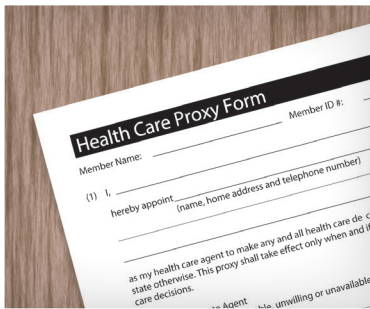 Health Care Proxy Form
Member Name:
Member ID #:
(1) I,
hereby appoint
(name, home address and telephone number)
as my health care agent to make any and all health care de c
state otherwise. This proxy shall take effect only when and if
care decisions.
Agent
unwilling or unavailable